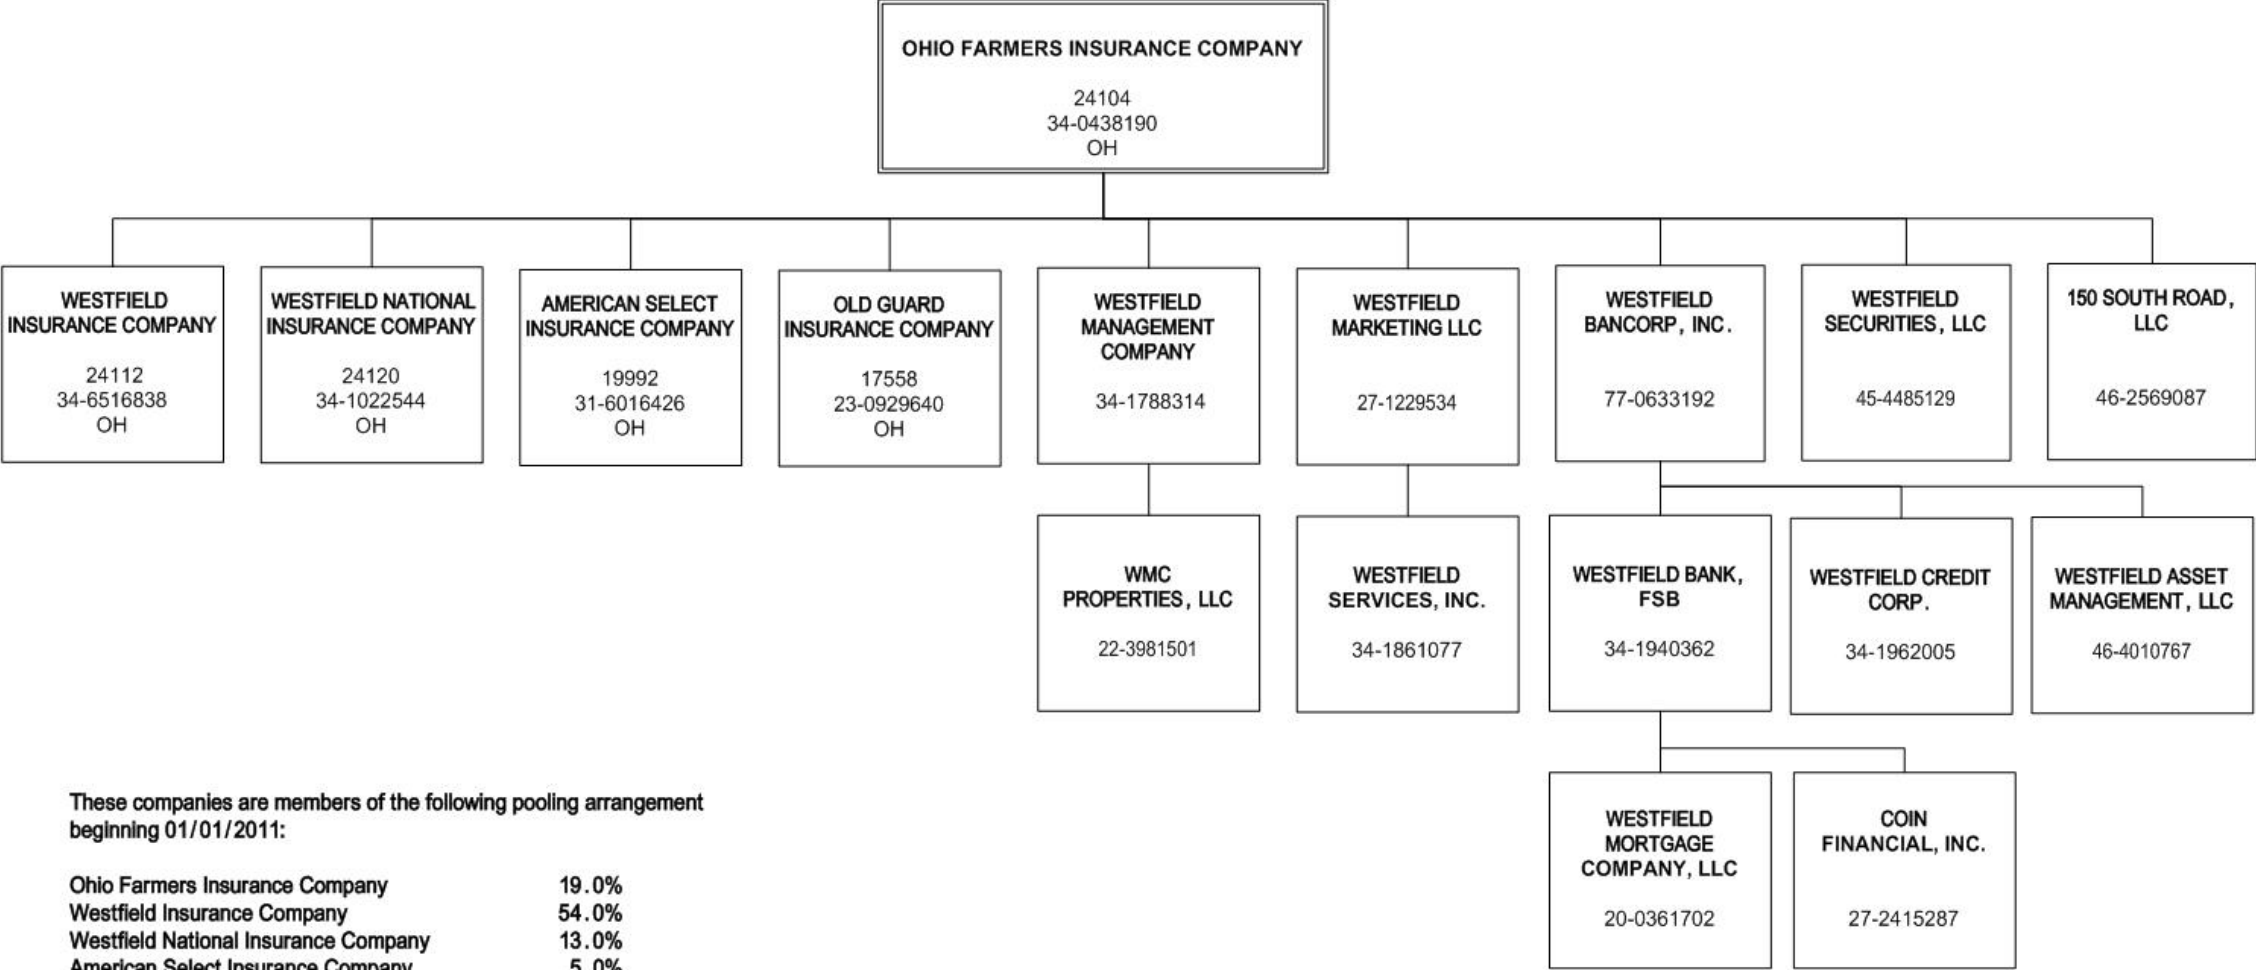 OHIO FARMERS INSURANCE COMPANY
24104
34-0438190
OH
WESTFIELD
INSURANCE COMPANY
24112
34-6516838
OH
WESTFIELD NATIONAL
INSURANCE COMPANY
24120
34-1022544
OH
AMERICAN SELECT
INSURANCE COMPANY
19992
31-6016426
OH
OLD GUARD
INSURANCE COMPANY
17558
23-0929640
OH
WESTFIELD
MANAGEMENT
COMPANY
34-1788314
WESTFIELD
MARKETING LLC
27-1229534
WESTFIELD
BANCORP, INC.
77-0633192
WESTFIELD
SECURITIES, LLC
45-4485129
150 SOUTH ROAD,
LLC
46-2569087
WMC
PROPERTIES, LLC
22-3981501
WESTFIELD
SERVICES, INC.
34-1861077
WESTFIELD BANK,
FSB
34-1940362
WESTFIELD CREDIT
CORP.
34-1962005
WESTFIELD ASSET
MANAGEMENT, LLC
46-4010767
WESTFIELD
MORTGAGE
COMPANY, LLC
20-0361702
COIN
FINANCIAL, INC.
27-2415287
These companies are members of the following pooling arrangement
beginning 01/01/2011:
Ohio Farmers Insurance Company 19.0%
Westfield Insurance Company 54.0%
Westfield National Insurance Company 13.0%
American Select Insurance Company 5.0%